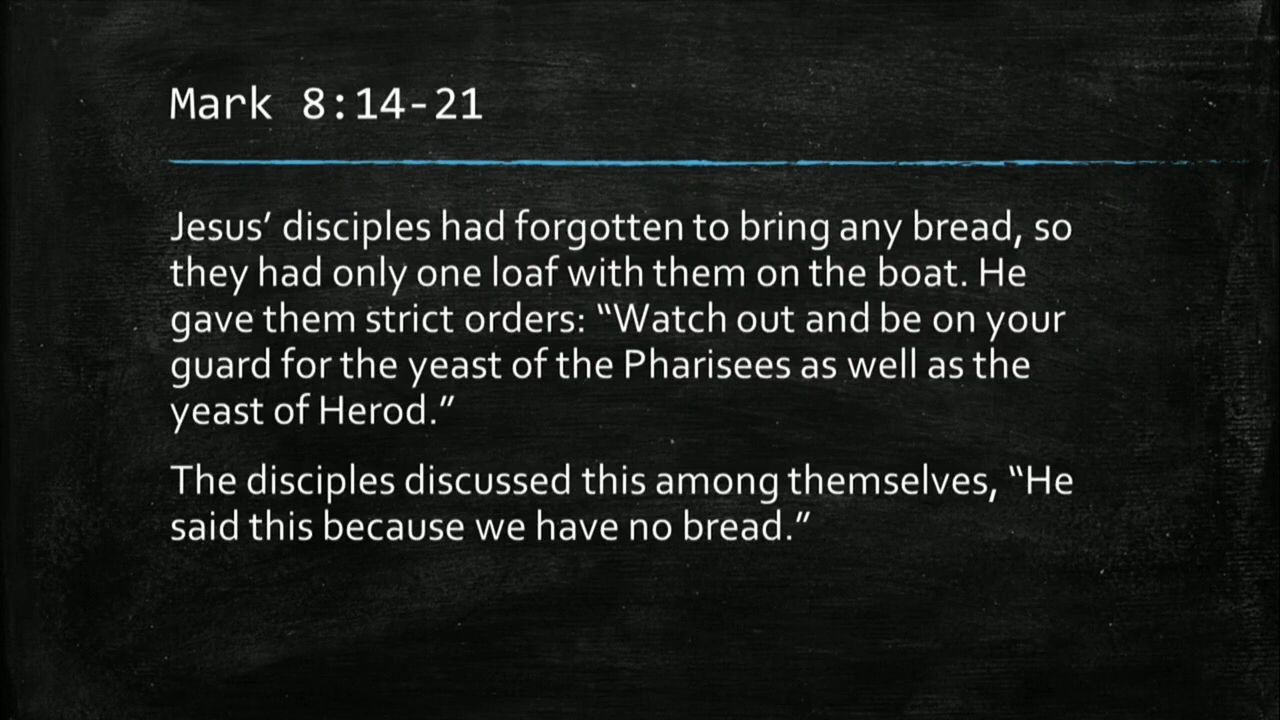 Mark 8:14-21
Jesus’ disciples had forgotten to bring any bread, so
they had only one loaf with them on the boat. He
gave them strict orders: “Watch out and be on your
guard for the yeast of the Pharisees as well as the
yeast of Herod.”
The disciples discussed this among themselves, “He
said this because we have no bread.”